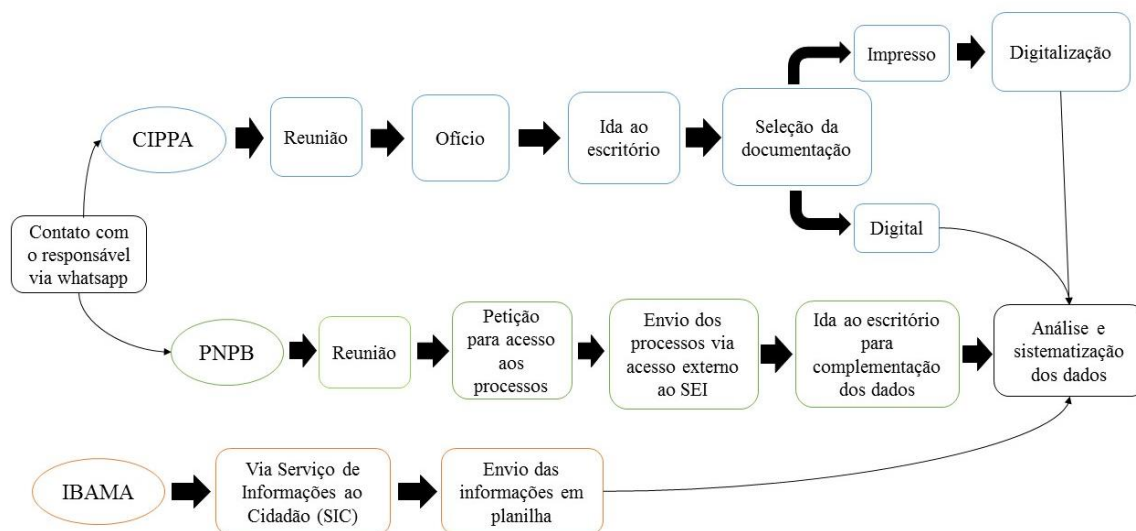 Impresso
Digitalização
CIPPA
Reunião
Ofício
Ida ao
escritório
Seleção da
documentação
Digital
Contato com
o responsável
via whatsapp
PNPB
Reunião
Petição
para acesso
aos
processos
Envio dos
processos via
acesso externo
ao SEI
Ida ao escritório
para
complementação
dos dados
Análise e
sistematização
dos dados
IBAMA
Via Serviço de
Informações ao
Cidadão (SIC)
Envio das
informações em
planilha